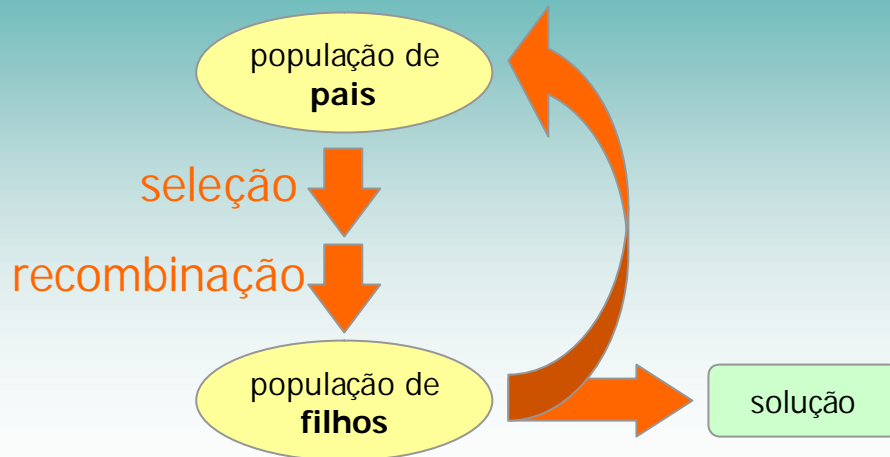 população de
pais
seleção
recombinação
população de
filhos
solução